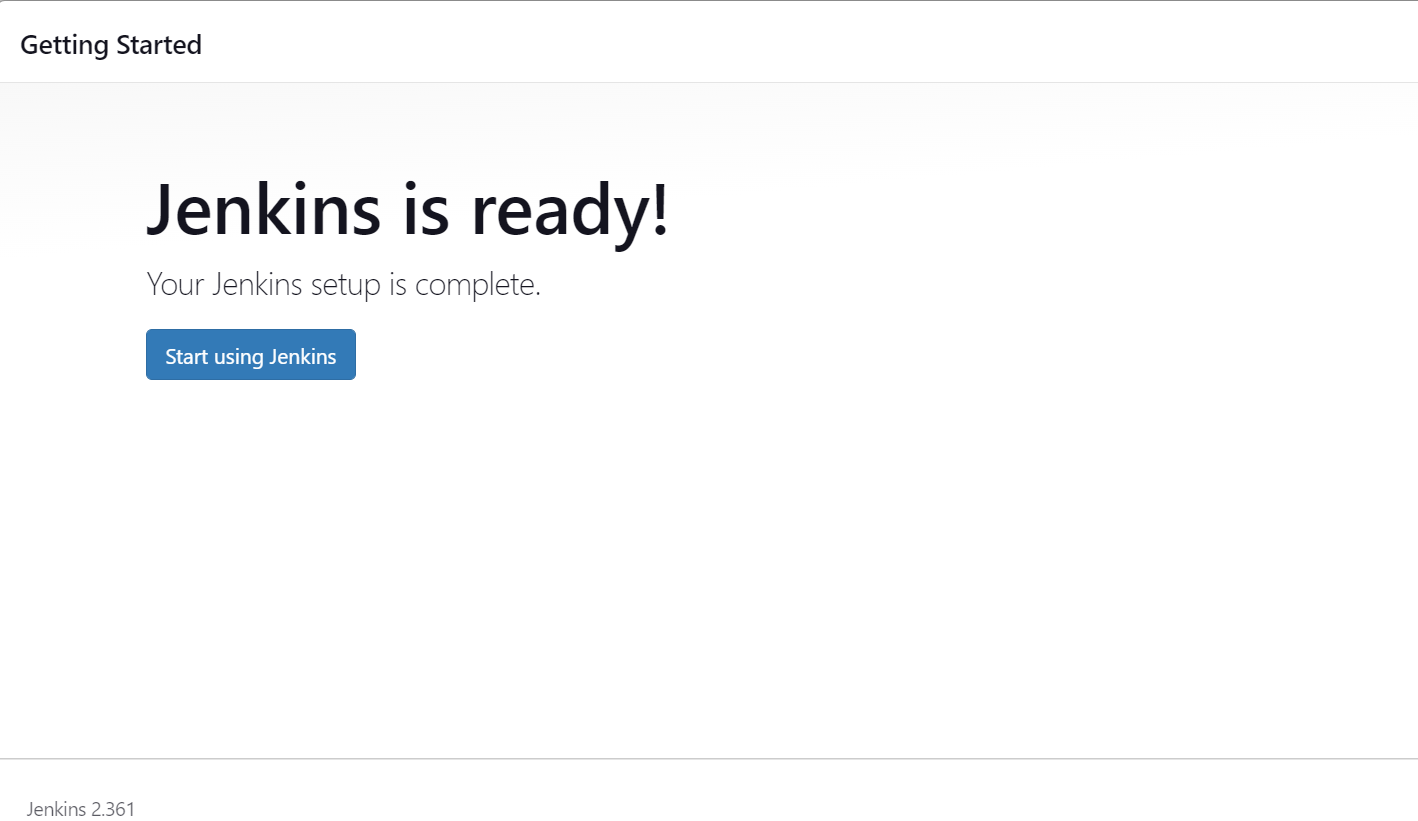 Getting Started
Jenkins is ready!
Your Jenkins setup is complete.
Start using Jenkins
Jenkins 2.361